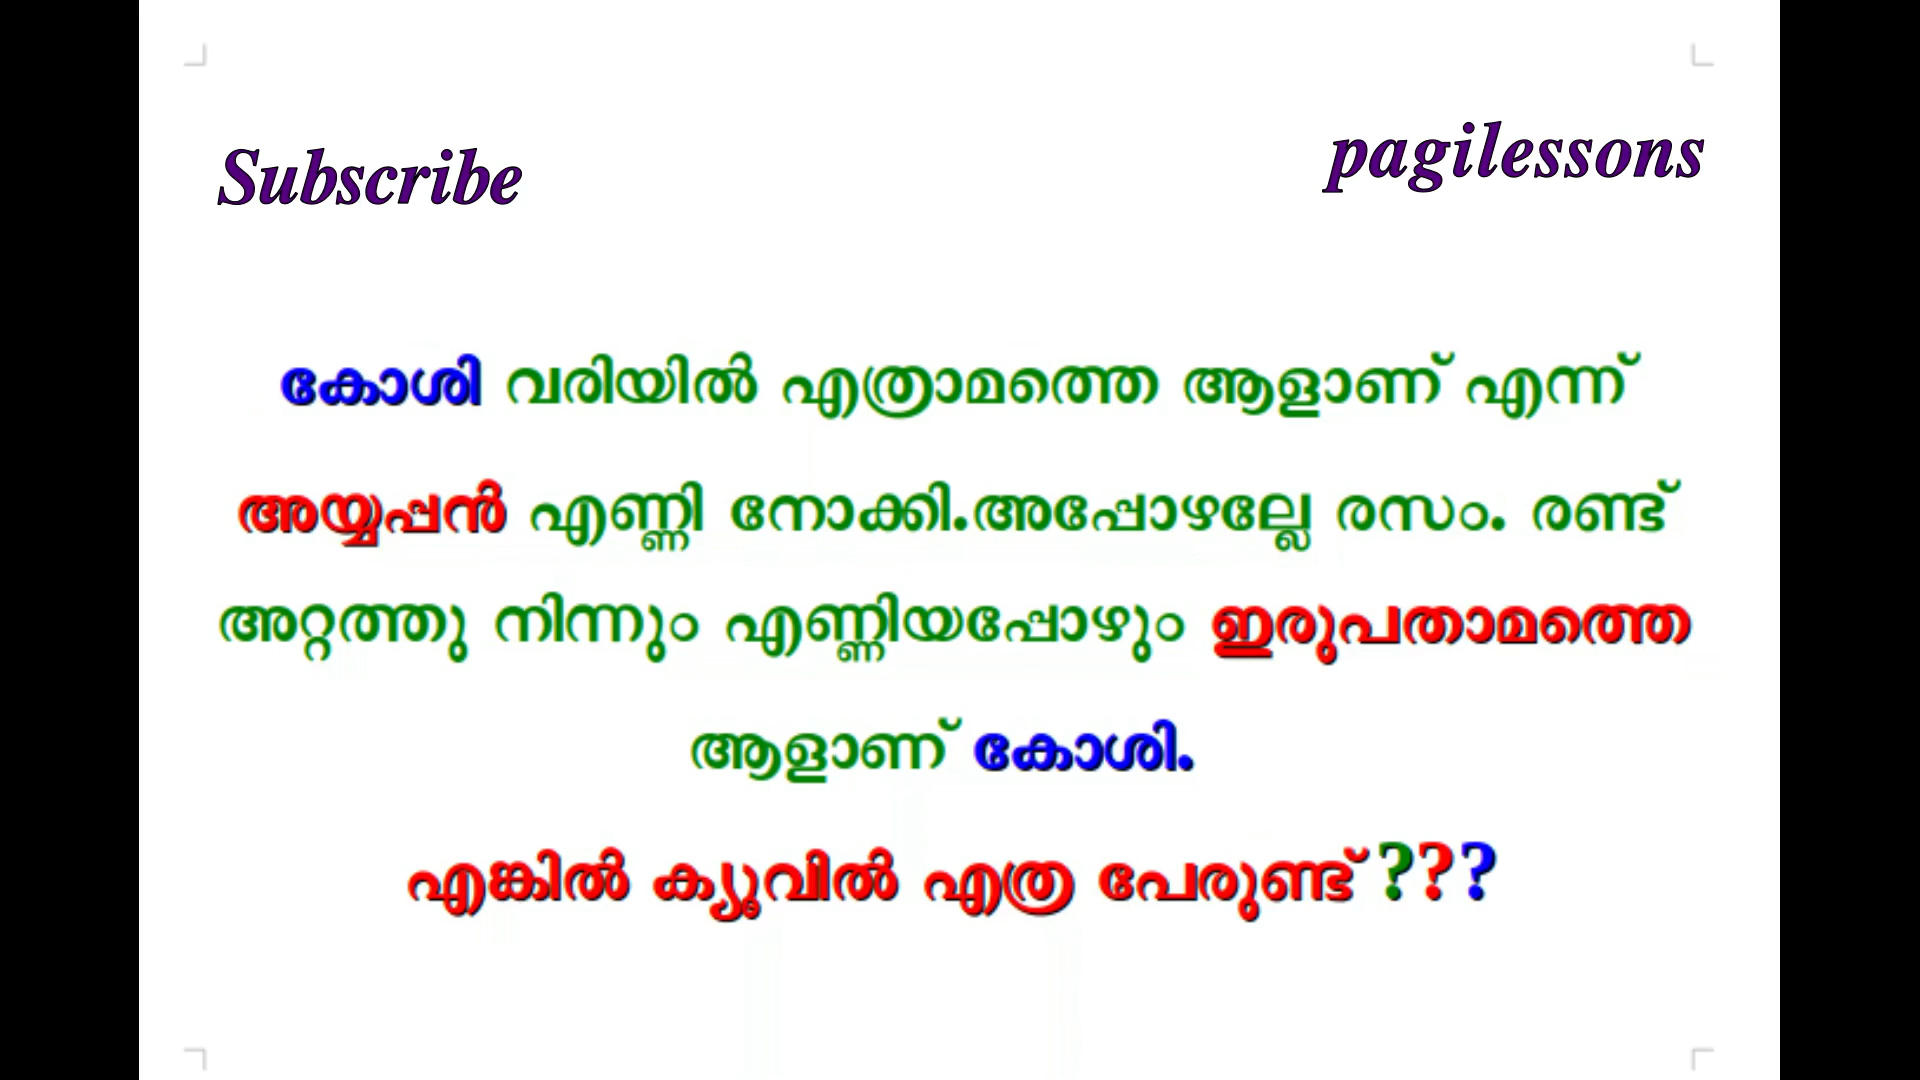 Subscribe
pagilessons
കോശി വരിയിൽ എത്രാമത്തെ ആളാണ് എന്ന്
അയ്യപ്പൻ എണ്ണി നോക്കി.അപ്പോഴല്ലേ രസം. രണ്ട്
അറ്റത്തു നിന്നും എണ്ണിയപ്പോഴും ഇരുപതാമത്തെ
ആളാണ് കോശി.
എങ്കിൽ ക്യൂവിൽ എത്ര പേരുണ്ട് ???